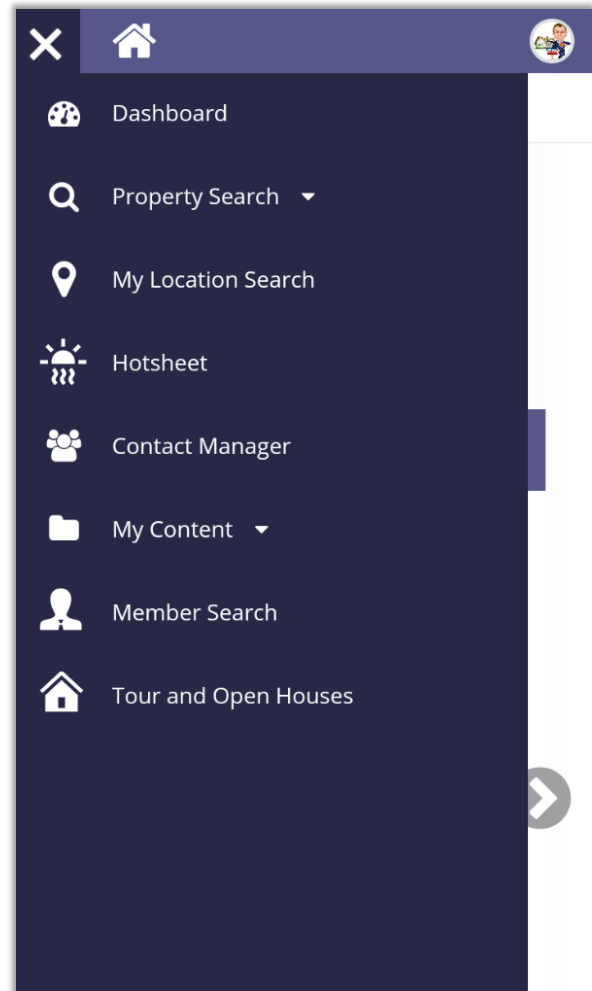 Dashboard
Property Search
My Location Search
Hotsheet
Contact Manager
My Content
Member Search
Tour and Open Houses